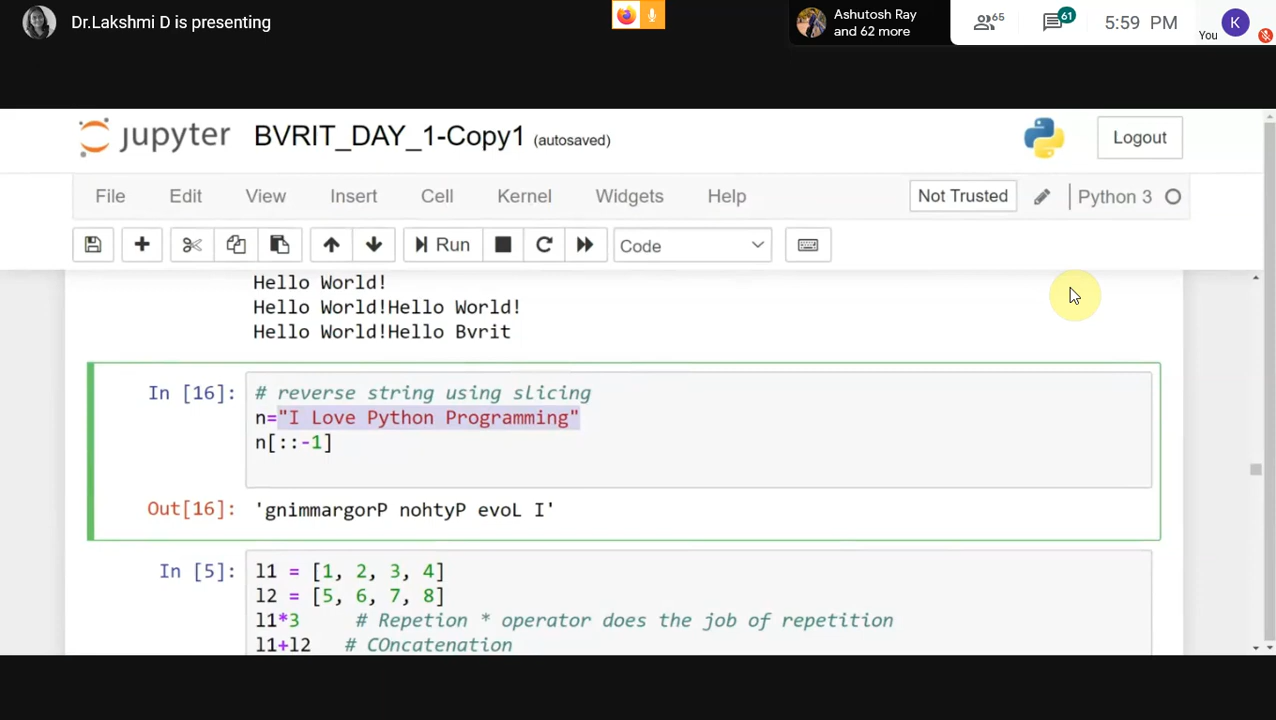 Dr.Lakshmi D is presenting
Ashutosh Ray
and 62 more
65
61
5:59 PM
You
K
jupyter BVRIT_DAY_1-Copy1 (autosaved)
Logout
File Edit View Insert Cell Kernel Widgets Help
Not Trusted
Python 3
Run
Code
Hello World!
Hello World!Hello World!
Hello World!Hello Bvrit
In [16]: # reverse string using slicing
n="I Love Python Programming"
n[::-1]
Out[16]: 'gnimmargorP nohtyP evoL I'
In [5]: l1 = [1, 2, 3, 4]
l2 = [5, 6, 7, 8]
l1*3 # Repetion * operator does the job of repetition
l1+l2 # COncatenation